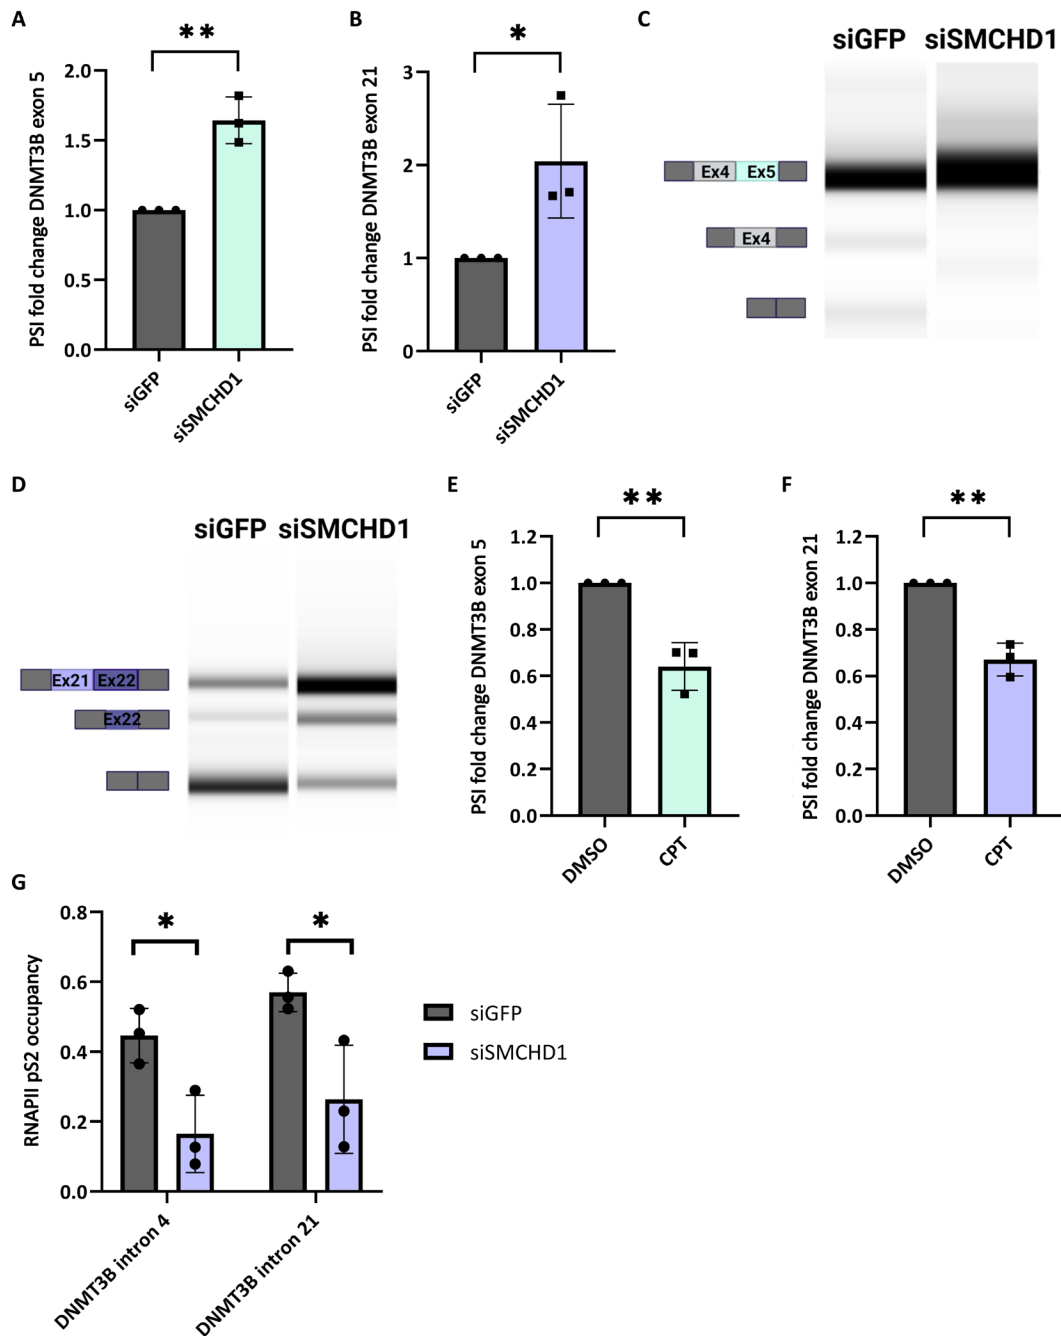 A
PSI fold change DNMT3B exon 5
2.0
1.5
1.0
0.5
0.0
**
siGFP
siSMCHD1
B
PSI fold change DNMT3B exon 21
3
2
1
0
*
siGFP
siSMCHD1
C
siGFP siSMCHD1
Ex4 Ex5
Ex4
D
siGFP siSMCHD1
Ex21 Ex22
Ex22
E
PSI fold change DNMT3B exon 5
1.2
1.0
0.8
0.6
0.4
0.2
0.0
**
DMSO
CPT
F
PSI fold change DNMT3B exon 21
1.2
1.0
0.8
0.6
0.4
0.2
0.0
**
DMSO
CPT
G
RNAPII pS2 occupancy
0.8
0.6
0.4
0.2
0.0
*
*
DNMT3B intron 4
DNMT3B intron 21
siGFP
siSMCHD1